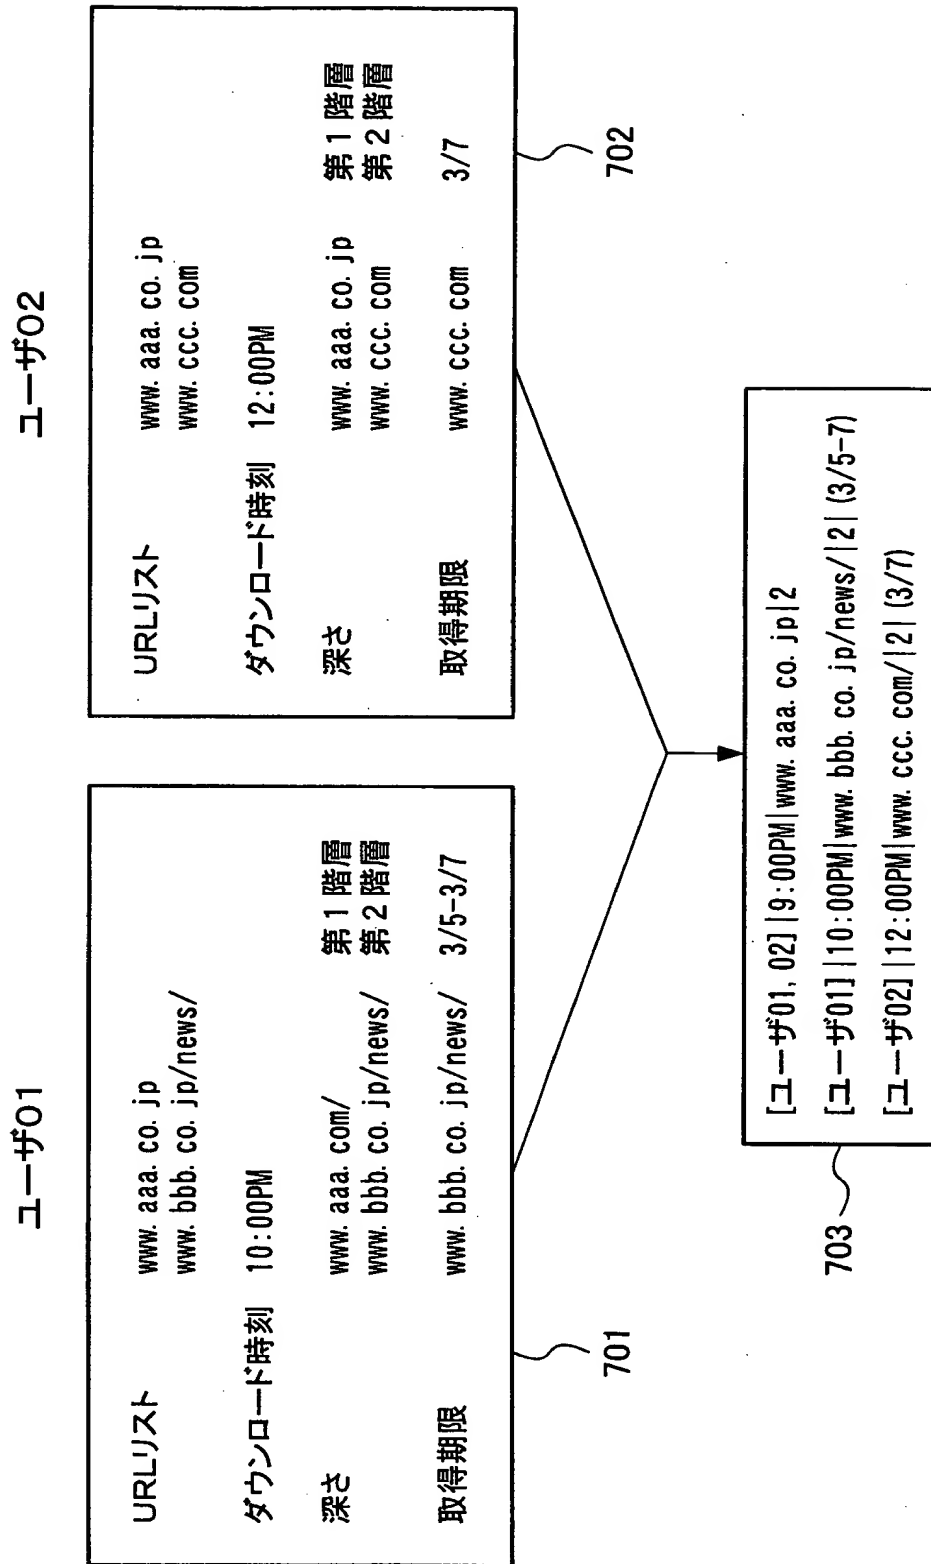 ユーザ01
URLリスト www.aaa.co.jp
www.bbb.co.jp/news/
ダウンロード時刻 10:00PM
深さ www.aaa.com/ 第1階層
www.bbb.co.jp/news/ 第2階層
取得期限 www.bbb.co.jp/news/ 3/5-3/7
701
ユーザ02
URLリスト www.aaa.co.jp
www.ccc.com
ダウンロード時刻 12:00PM
深さ www.aaa.co.jp 第1階層
www.ccc.com 第2階層
取得期限 www.ccc.com 3/7
702
[ユーザ01,02]|9:00PM|www.aaa.co.jp|2
[ユーザ01]|10:00PM|www.bbb.co.jp/news/|2|(3/5-7)
[ユーザ02]|12:00PM|www.ccc.com/|2|(3/7)
703